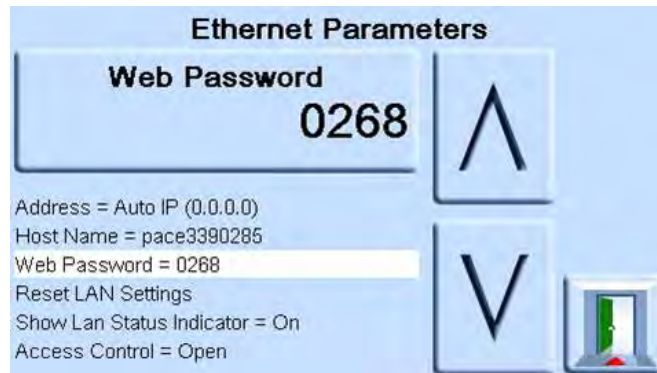 Ethernet Parameters
Web Password
0268
Address = Auto IP (0.0.0.0)
Host Name = pace3390285
Web Password = 0268
Reset LAN Settings
Show Lan Status Indicator = On
Access Control = Open